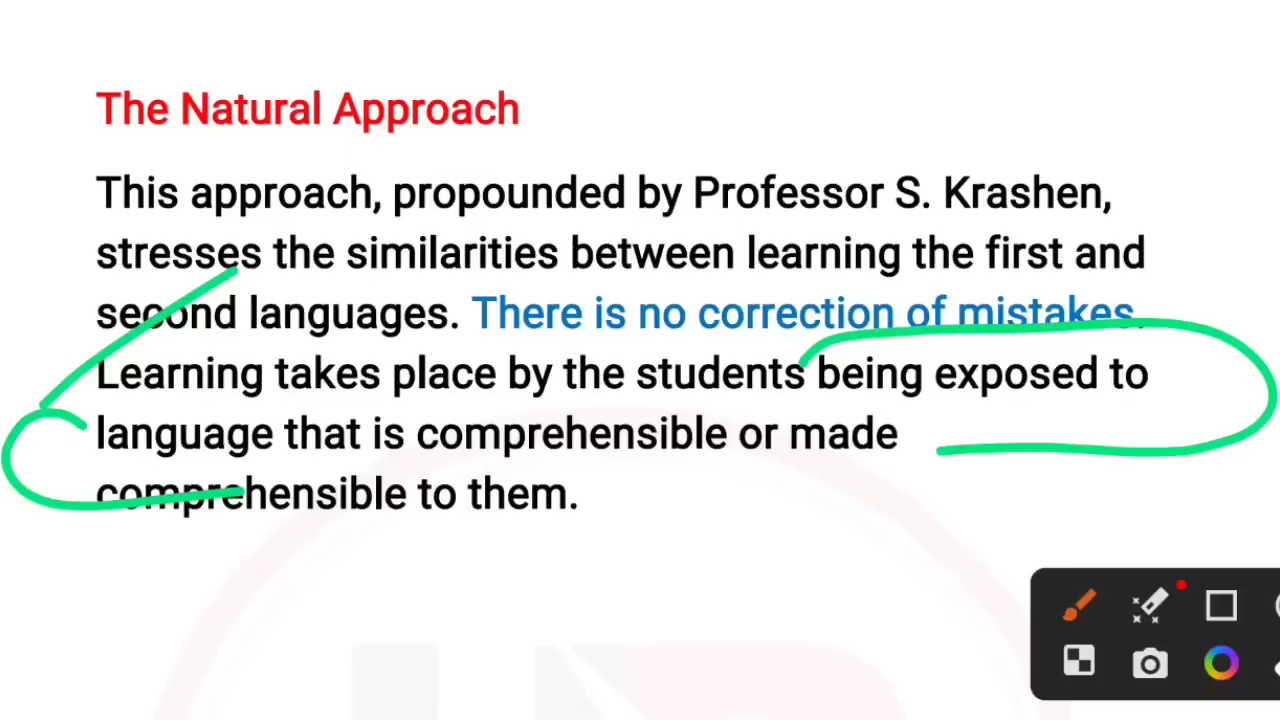 The Natural Approach
This approach, propounded by Professor S. Krashen,
stresses the similarities between learning the first and
second languages. There is no correction of mistakes.
Learning takes place by the students being exposed to
language that is comprehensible or made
comprehensible to them.